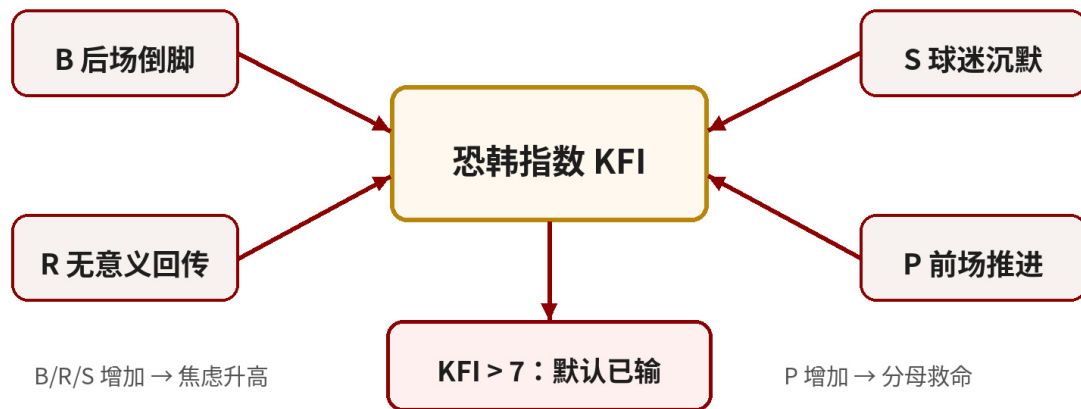 B 后场倒脚
S 球迷沉默
恐韩指数 KFI
R 无意义回传
P 前场推进
KFI > 7：默认已输
B/R/S 增加 → 焦虑升高
P 增加 → 分母救命